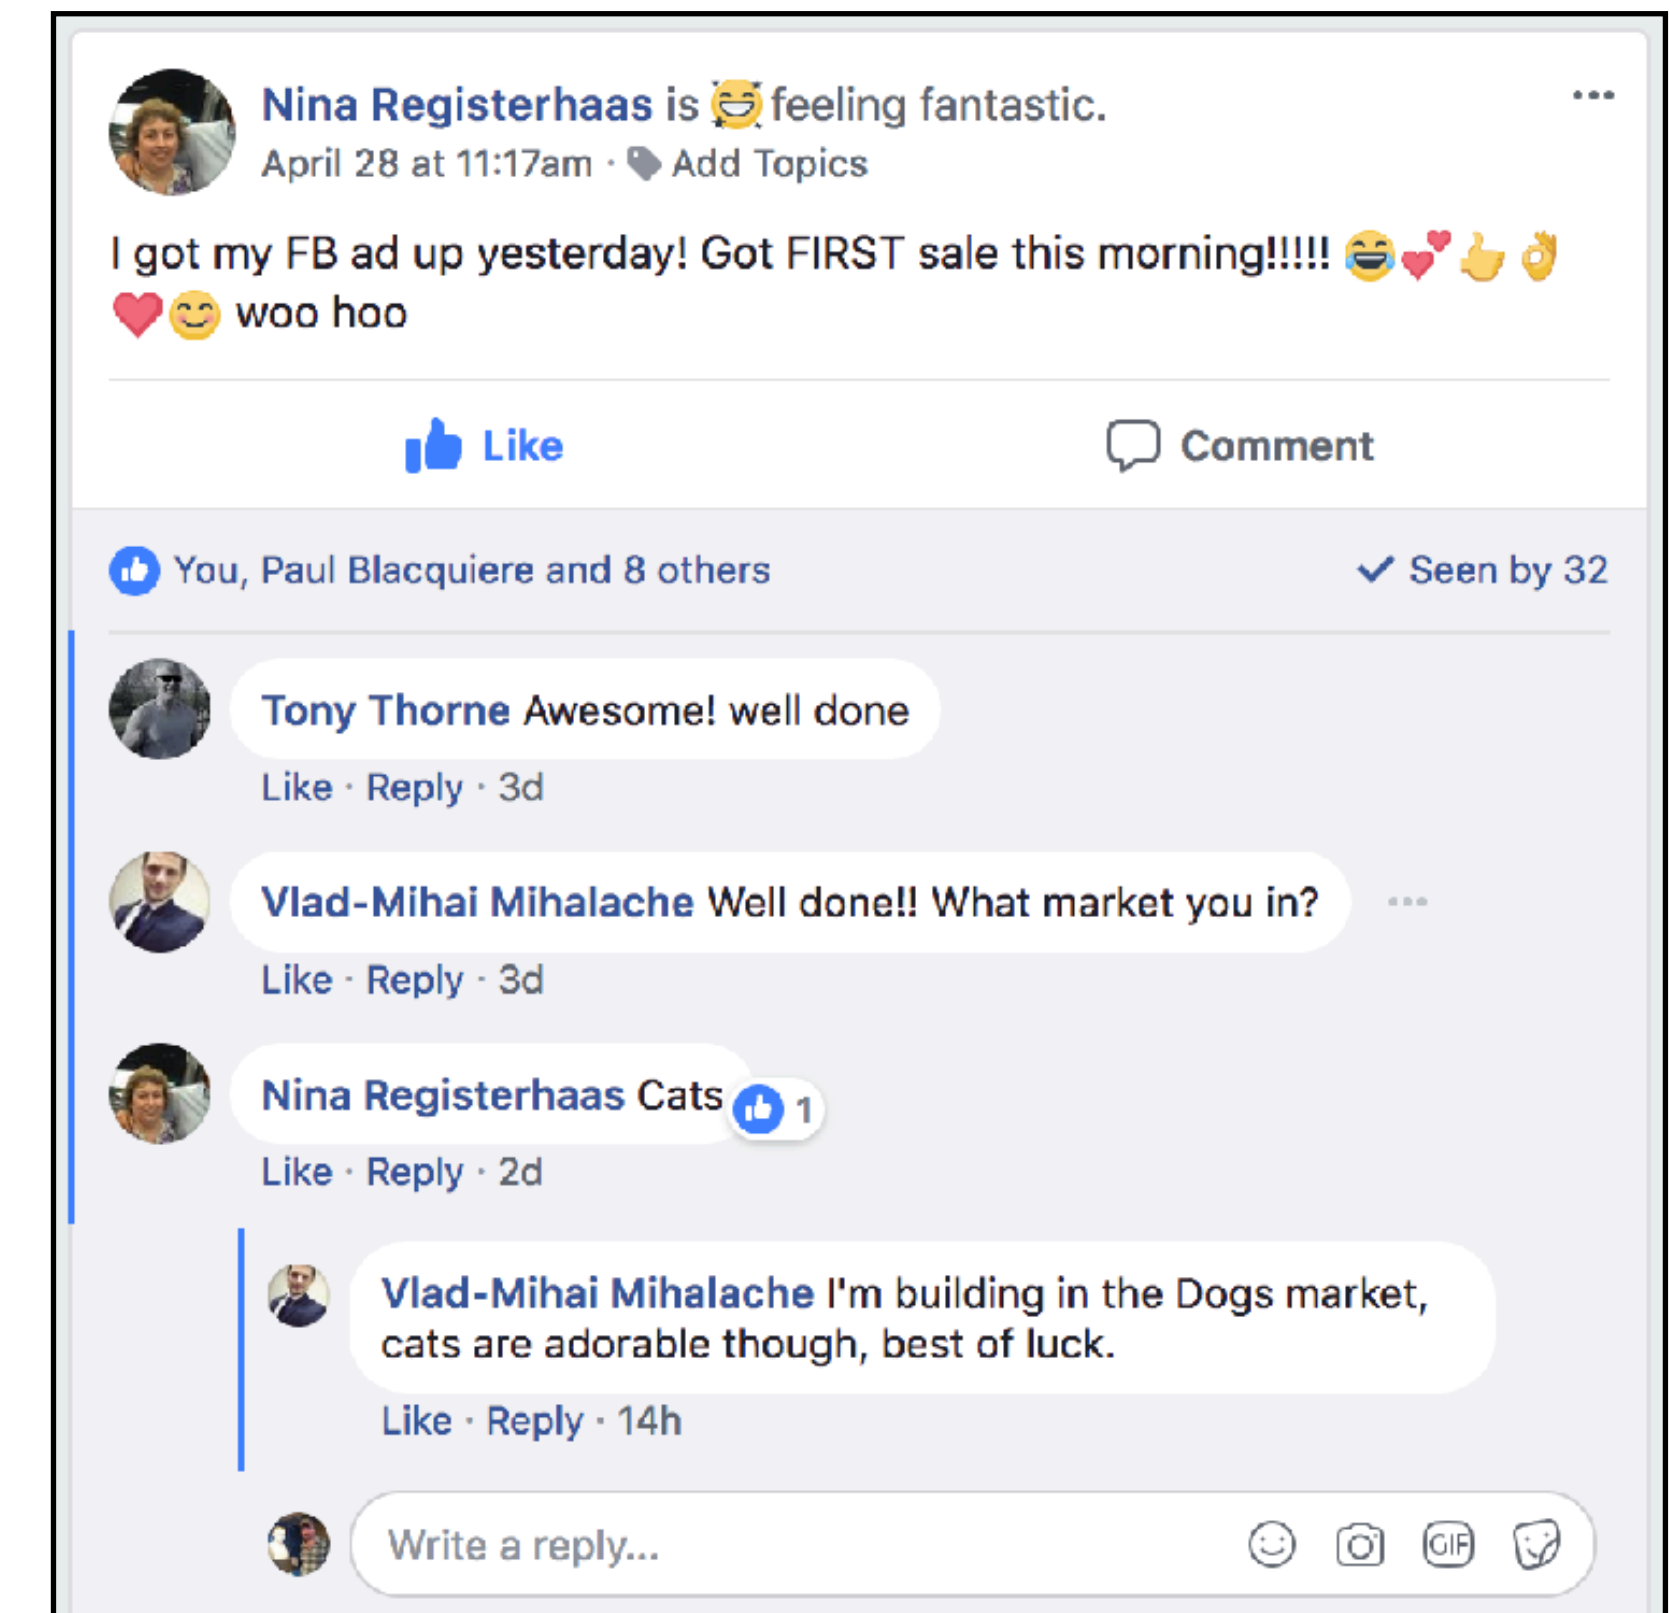 Nina Registerhaas is 😆 feeling fantastic.
April 28 at 11:17am · Add Topics
I got my FB ad up yesterday! Got FIRST sale this morning!!!!! 😂💕👍👌
❤️😊 woo hoo
Like
Comment
You, Paul Blacquiere and 8 others
Seen by 32
Tony Thorne Awesome! well done
Like · Reply · 3d
Vlad-Mihai Mihalache Well done!! What market you in?
Like · Reply · 3d
Nina Registerhaas Cats
1
Like · Reply · 2d
Vlad-Mihai Mihalache I'm building in the Dogs market,
cats are adorable though, best of luck.
Like · Reply · 14h
Write a reply...
GIF